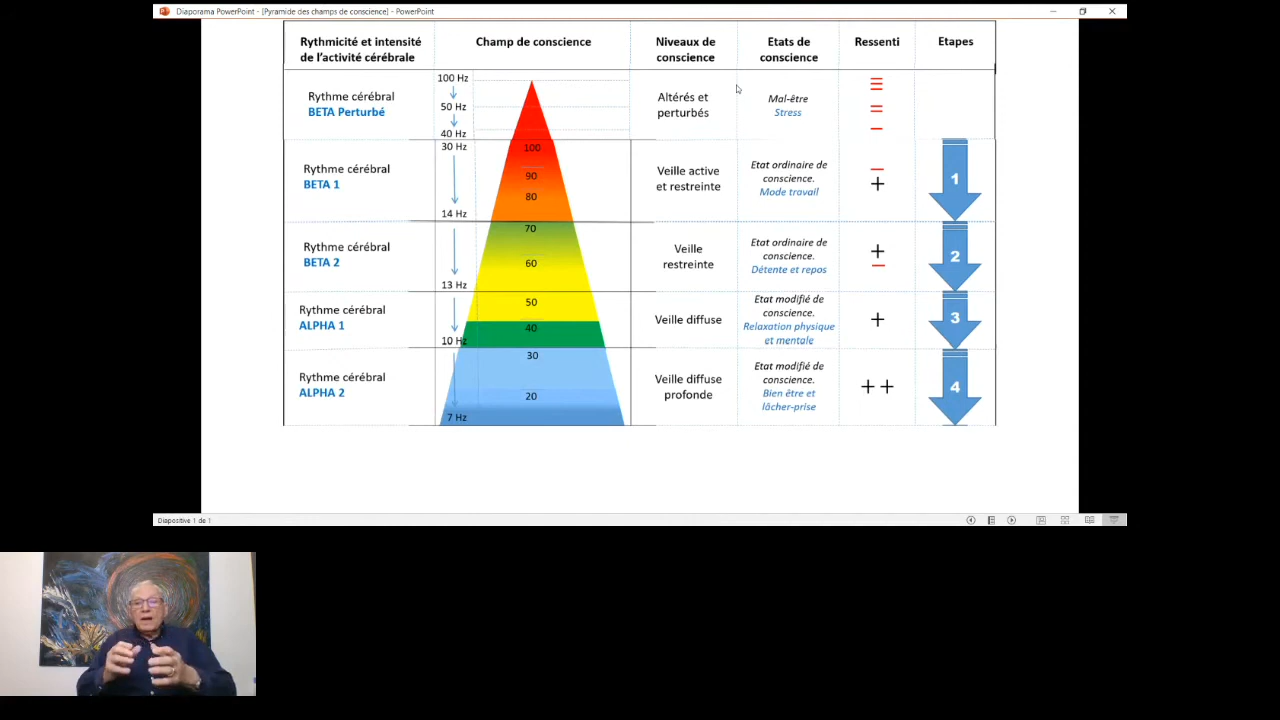 Diaporama PowerPoint - [Pyramide des champs de conscience] - PowerPoint
Rythmicité et intensité
de l'activité cérébrale
Champ de conscience
Niveaux de
conscience
Etats de
conscience
Ressenti
Etapes
Rythme cérébral
BETA Perturbé
100 Hz
50 Hz
40 Hz
Altérés et
perturbés
Mal-être
Stress
Rythme cérébral
BETA 1
30 Hz
14 Hz
100
90
80
Veille active
et restreinte
Etat ordinaire de
conscience.
Mode travail
+
1
Rythme cérébral
BETA 2
13 Hz
70
60
Veille
restreinte
Etat ordinaire de
conscience.
Détente et repos
+
2
Rythme cérébral
ALPHA 1
10 Hz
50
40
Veille diffuse
Etat modifié de
conscience.
Relaxation physique
et mentale
+
3
Rythme cérébral
ALPHA 2
7 Hz
30
20
Veille diffuse
profonde
Etat modifié de
conscience.
Bien être et
lâcher-prise
++
4
Diapositive 1 de 1